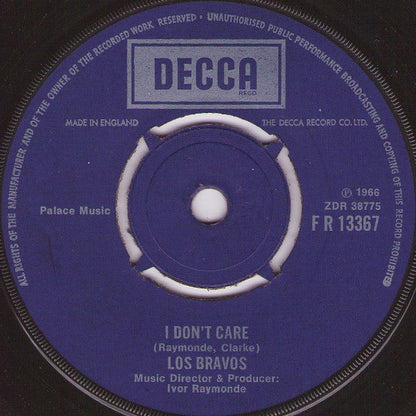 ALL RIGHTS OF THE MANUFACTURER AND OF THE OWNER OF THE RECORDED WORK RESERVED • UNAUTHORISED PUBLIC PERFORMANCE BROADCASTING AND COPYING OF THIS RECORD PROHIBITED
DECCA
REGD
MADE IN ENGLAND
THE DECCA RECORD CO. LTD.
Palace Music
℗ 1966
ZDR 38775
F R 13367
I DON'T CARE
(Raymonde, Clarke)
LOS BRAVOS
Music Director & Producer:
Ivor Raymonde